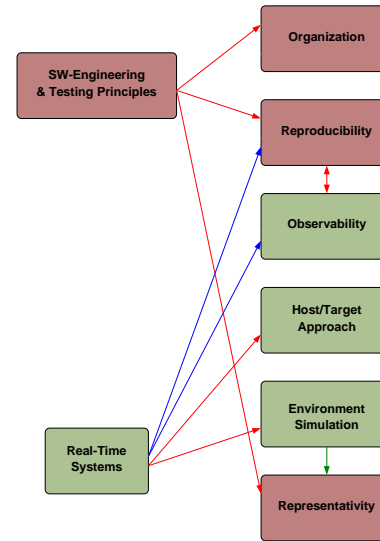 Organization
SW-Engineering
& Testing Principles
Reproducibility
Observability
Host/Target
Approach
Environment
Simulation
Real-Time
Systems
Representativity